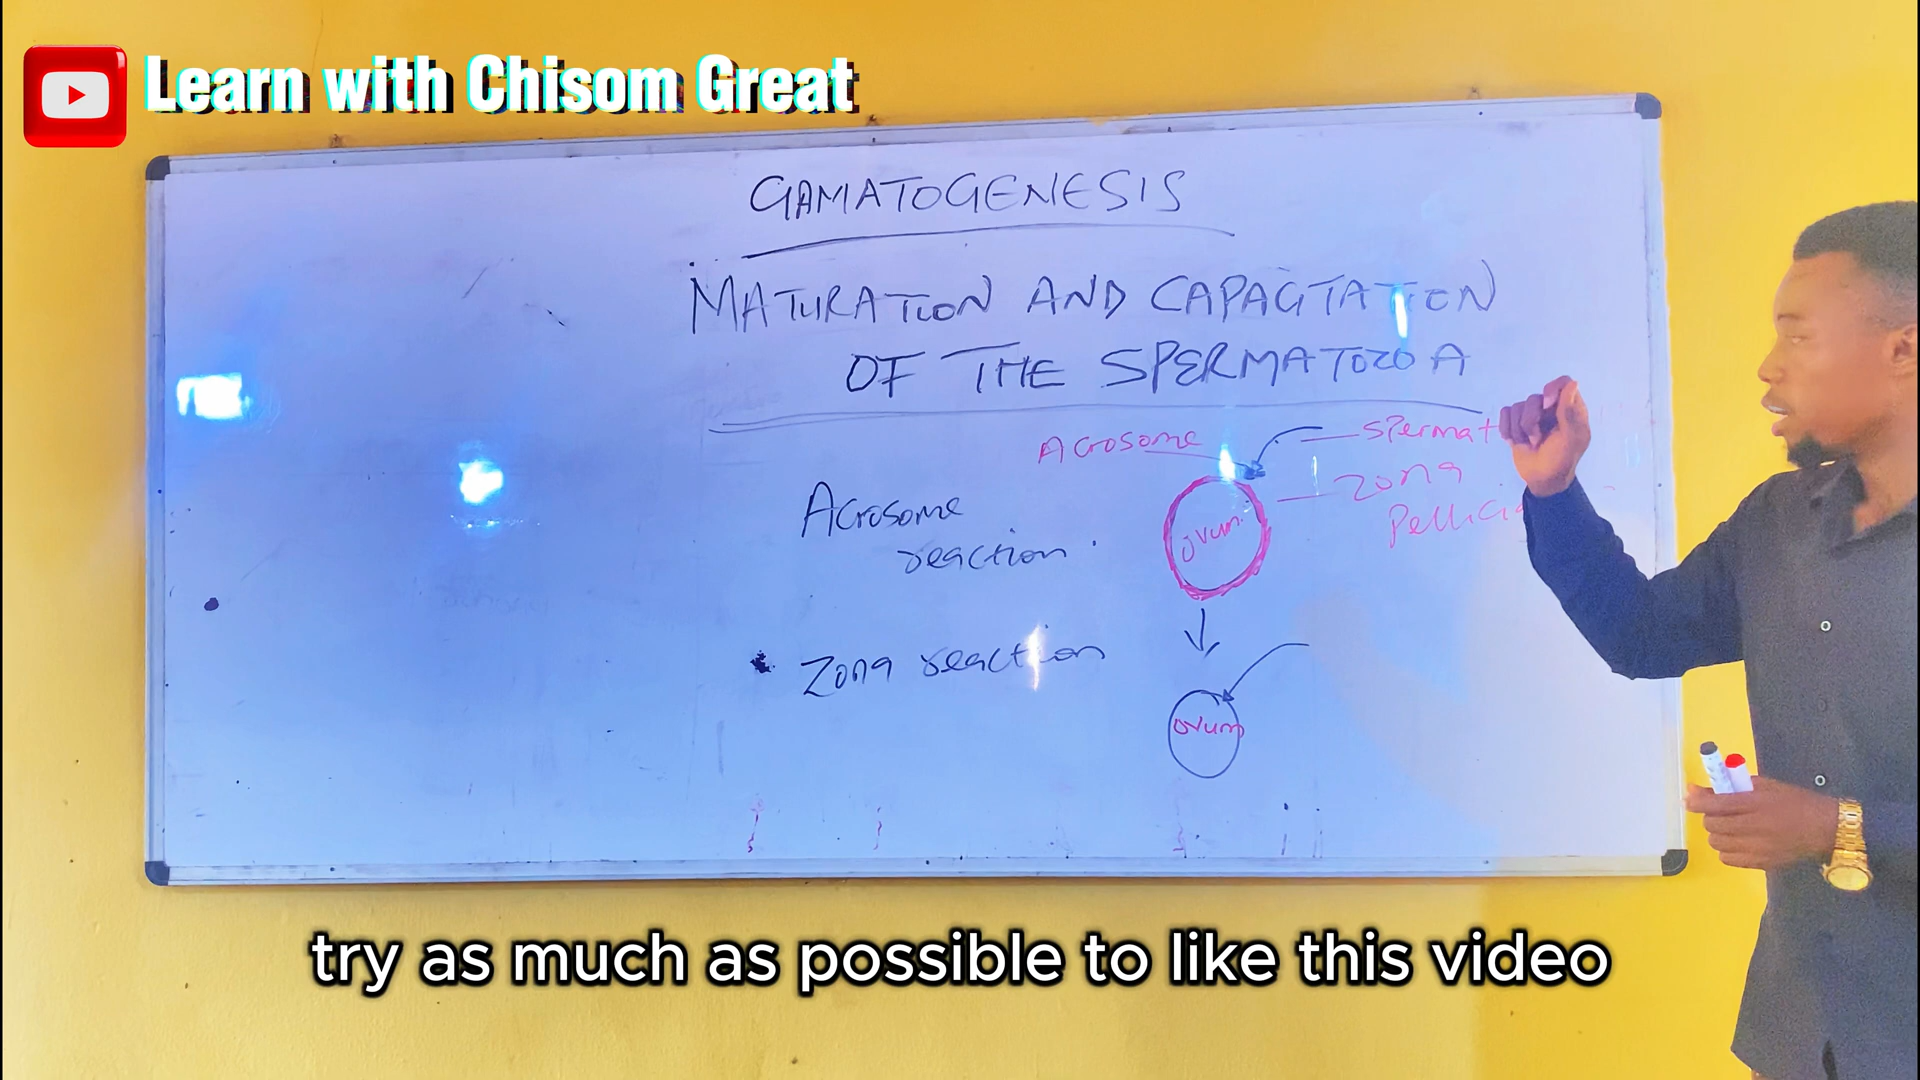 Learn with Chisom Great
GAMATOGENESIS
MATURATION AND CAPACITATION
OF THE SPERMATOZOA
Acrosome
Spermat
Zona
Acrosome
reaction
ovum
Zona reaction
ovum
try as much as possible to like this video